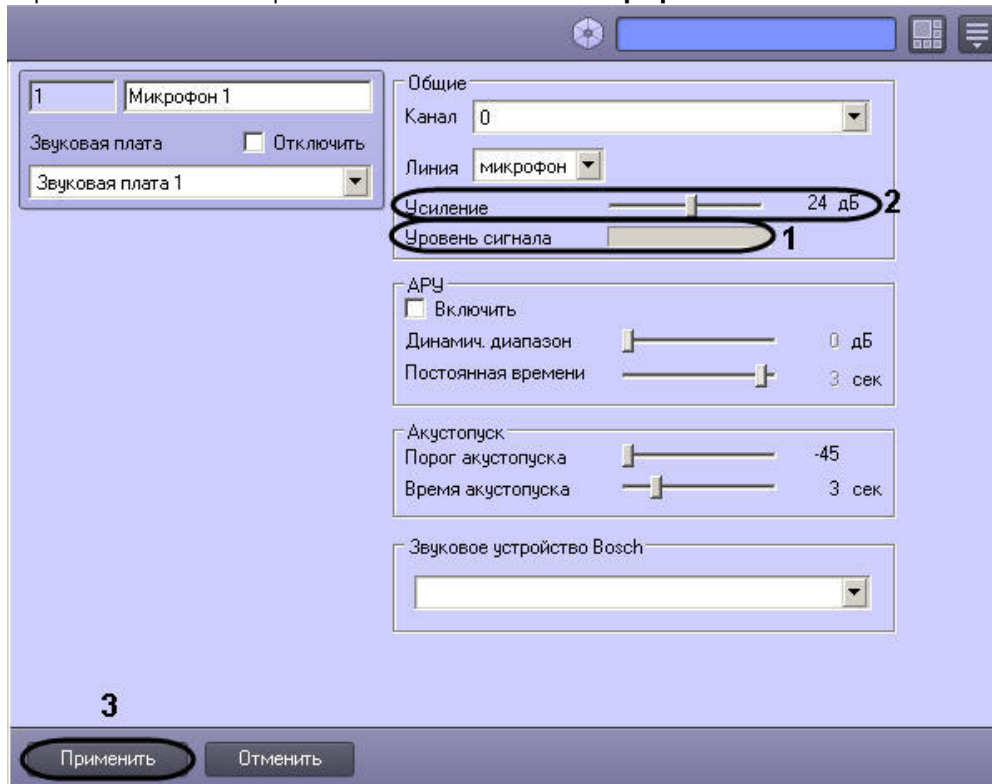 1 Микрофон 1
Звуковая плата Отключить
Звуковая плата 1
Общие
Канал 0
Линия микрофон
Усиление 24 дБ 2
Уровень сигнала 1
АРУ
Включить
Динамич. диапазон 0 дБ
Постоянная времени 3 сек
Акустопуск
Порог акустопуска -45
Время акустопуска 3 сек
Звуковое устройство Bosch
3
Применить Отменить